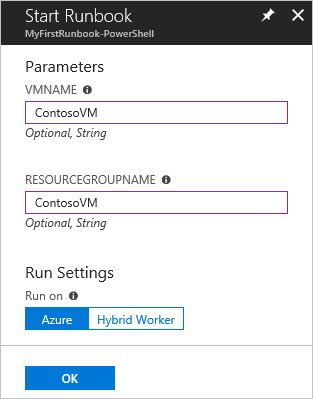 Start Runbook
MyFirstRunbook-PowerShell
Parameters
VMNAME
ContosoVM
Optional, String
RESOURCEGROUPNAME
ContosoVM
Optional, String
Run Settings
Run on
Azure Hybrid Worker
OK